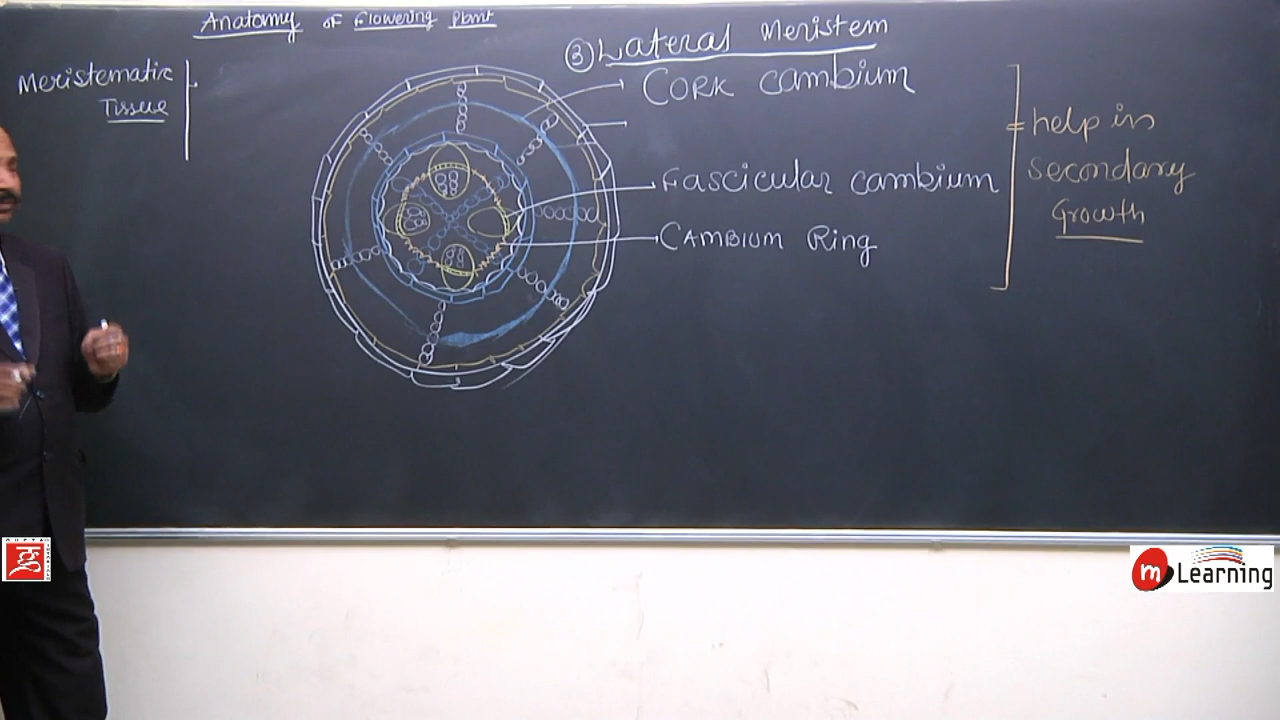 Anatomy of Flowering Plant
Meristematic
Tissue
③ Lateral Meristem
Cork cambium
Fascicular cambium
Cambium Ring
help in
secondary
Growth
m Learning